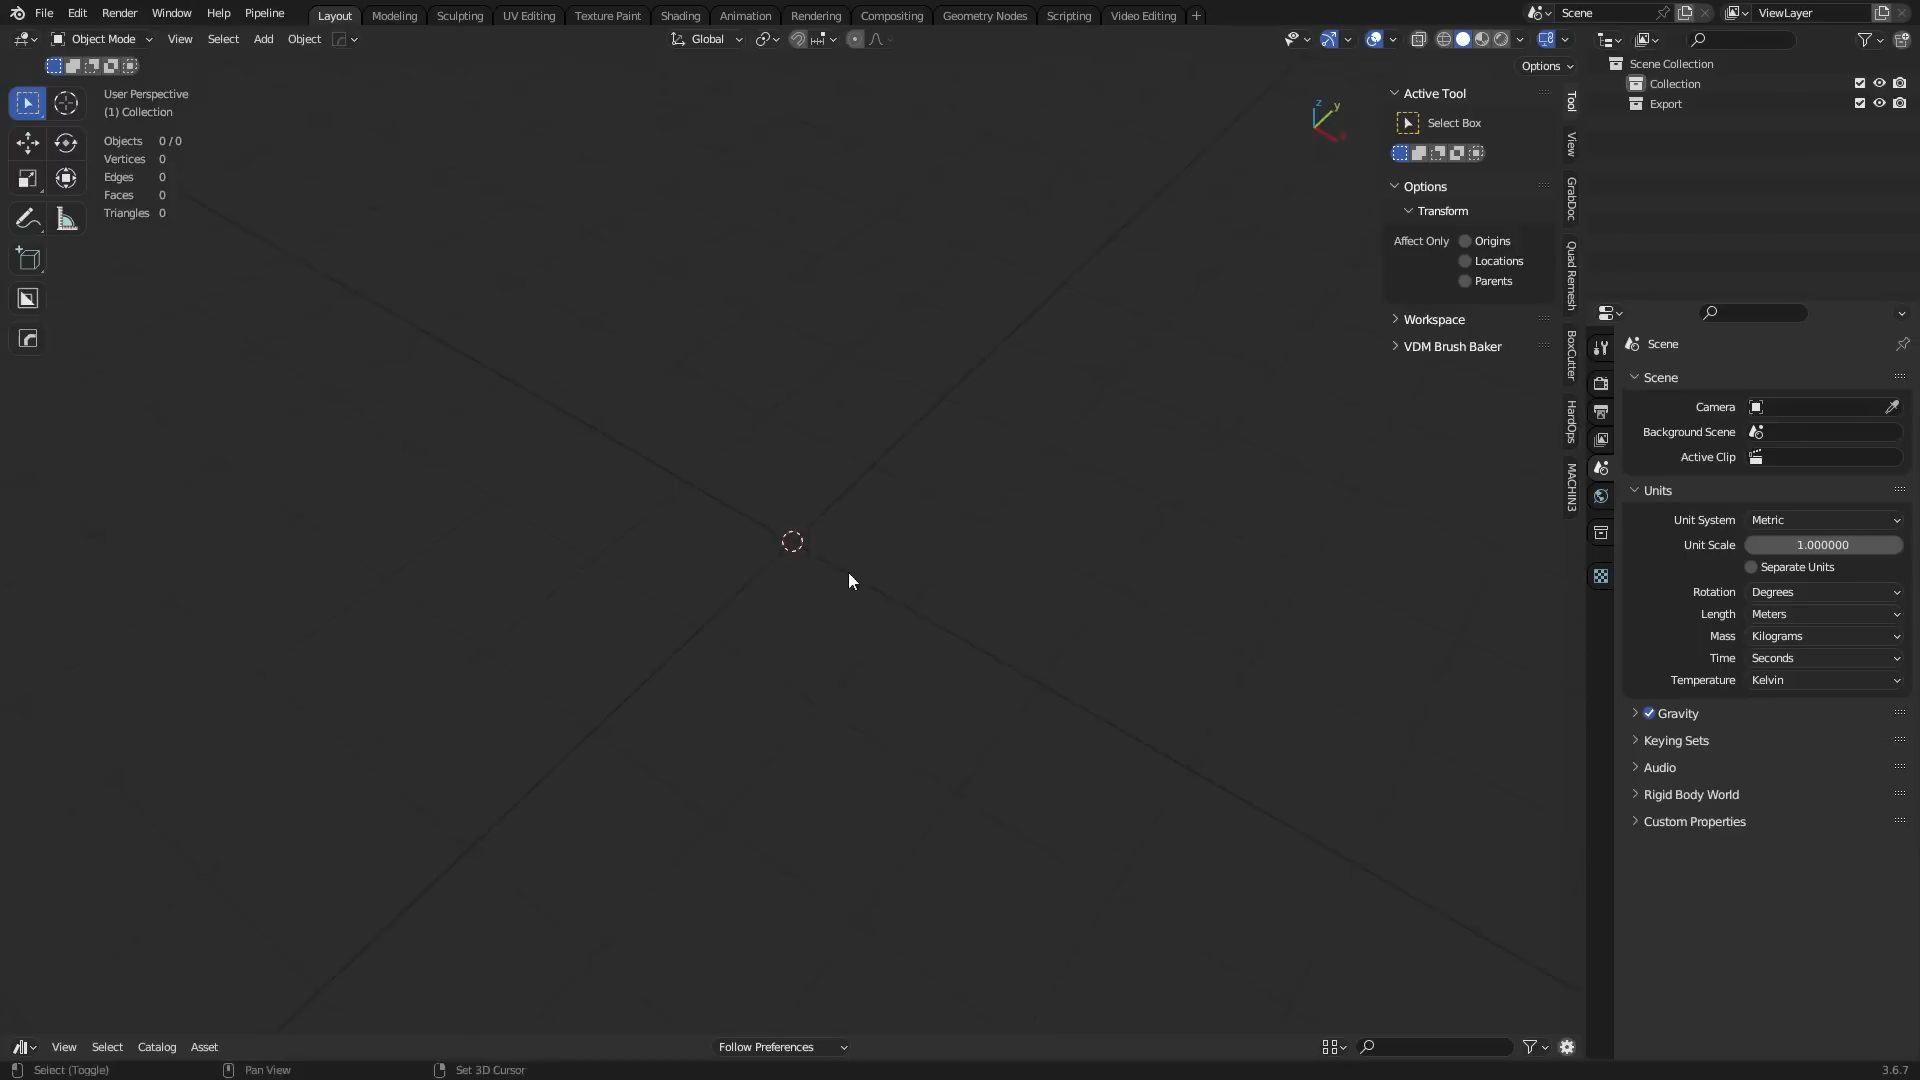 File Edit Render Window Help Pipeline Layout Modeling Sculpting UV Editing Texture Paint Shading Animation Rendering Compositing Geometry Nodes Scripting Video Editing + Scene ViewLayer
Object Mode View Select Add Object Global
Options
User Perspective
(1) Collection
Objects 0 / 0
Vertices 0
Edges 0
Faces 0
Triangles 0
z
y
Active Tool
Select Box
Options
Transform
Affect Only Origins
Locations
Parents
Workspace
VDM Brush Baker
Tool
View
GrabDoc
Quad Remesh
BoxCutter
HardOps
MACHIN3
Scene Collection
Collection
Export
Scene
Scene
Camera
Background Scene
Active Clip
Units
Unit System Metric
Unit Scale 1.000000
Separate Units
Rotation Degrees
Length Meters
Mass Kilograms
Time Seconds
Temperature Kelvin
Gravity
Keying Sets
Audio
Rigid Body World
Custom Properties
View Select Catalog Asset Follow Preferences
Select (Toggle) Pan View Set 3D Cursor 3.6.7